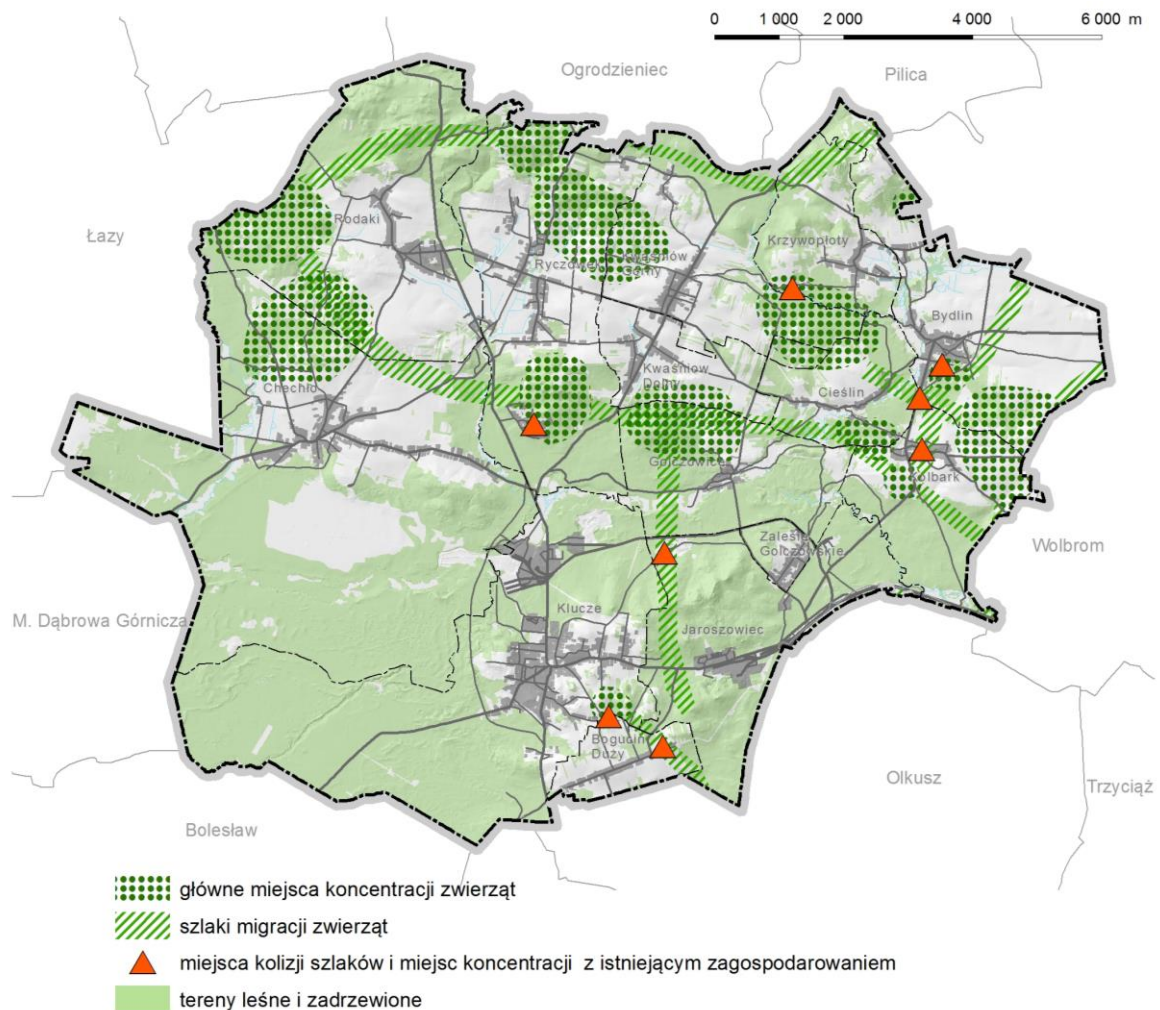 0 1 000 2 000 4 000 6 000 m
Ogrodzieniec
Pilica
Łazy
Rodaki
Krzywopłoty
Ryczówek
Kwaśniów
Górny
Bydlin
Kwaśniów
Dolny
Cieślin
Chechło
Golczowice
Kolbark
Zalesie
Golczowskie
Wolbrom
Klucze
M. Dąbrowa Górnicza
Jaroszowiec
Bogucin
Duży
Olkusz
Trzyciąż
Bolesław
główne miejsca koncentracji zwierząt
szlaki migracji zwierząt
miejsca kolizji szlaków i miejsc koncentracji z istniejącym zagospodarowaniem
tereny leśne i zadrzewione